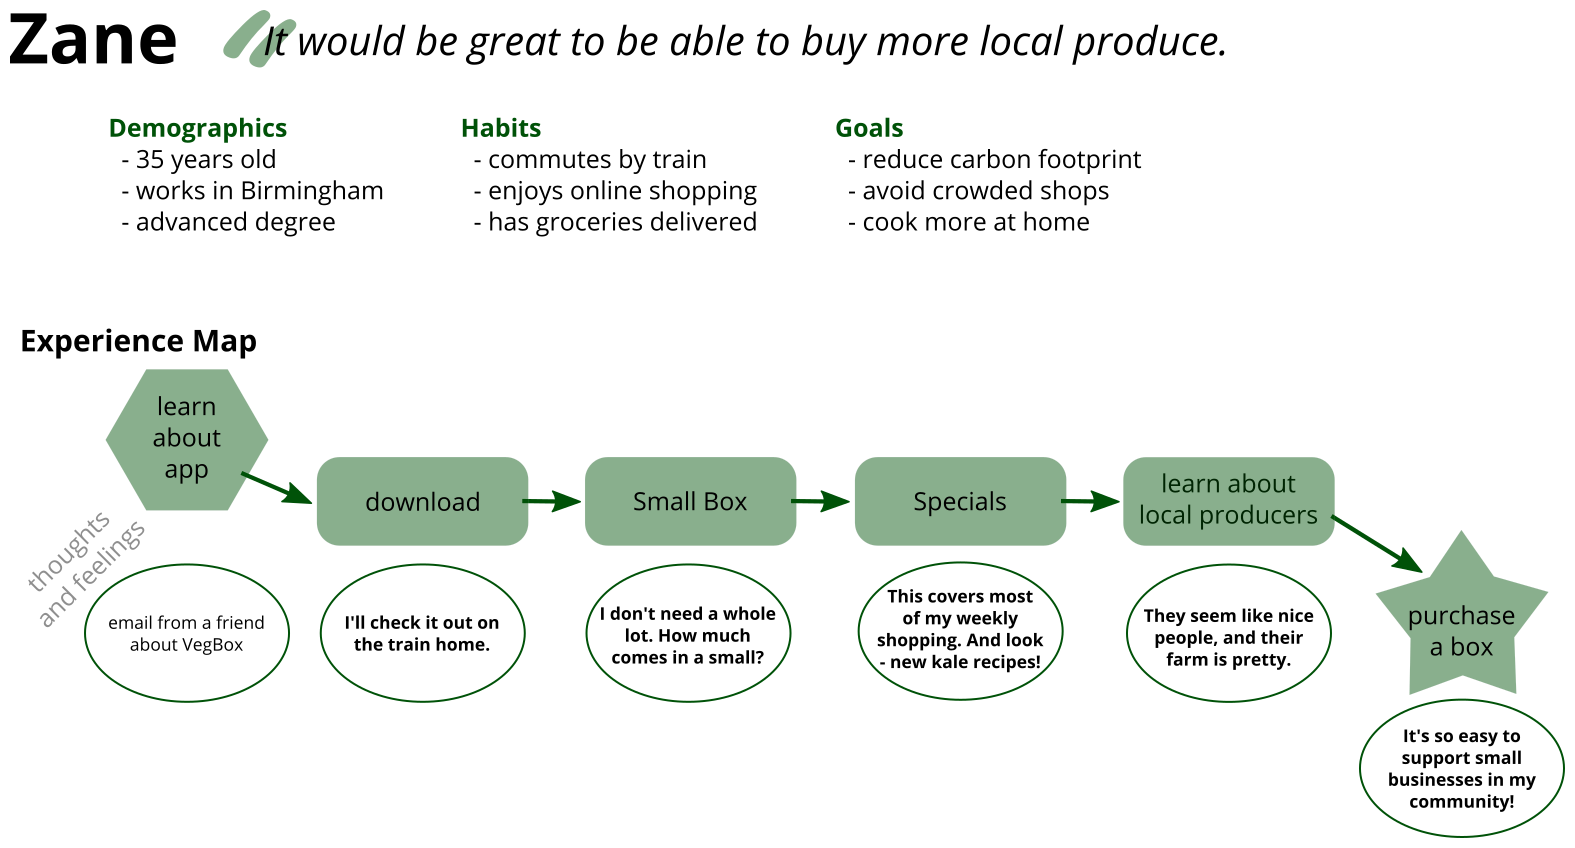 Zane
It would be great to be able to buy more local produce.
Demographics
- 35 years old
- works in Birmingham
- advanced degree
Habits
- commutes by train
- enjoys online shopping
- has groceries delivered
Goals
- reduce carbon footprint
- avoid crowded shops
- cook more at home
Experience Map
learn
about
app
download
Small Box
Specials
learn about
local producers
purchase
a box
thoughts
and feelings
email from a friend
about VegBox
I'll check it out on
the train home.
I don't need a whole
lot. How much
comes in a small?
This covers most
of my weekly
shopping. And look
- new kale recipes!
They seem like nice
people, and their
farm is pretty.
It's so easy to
support small
businesses in my
community!